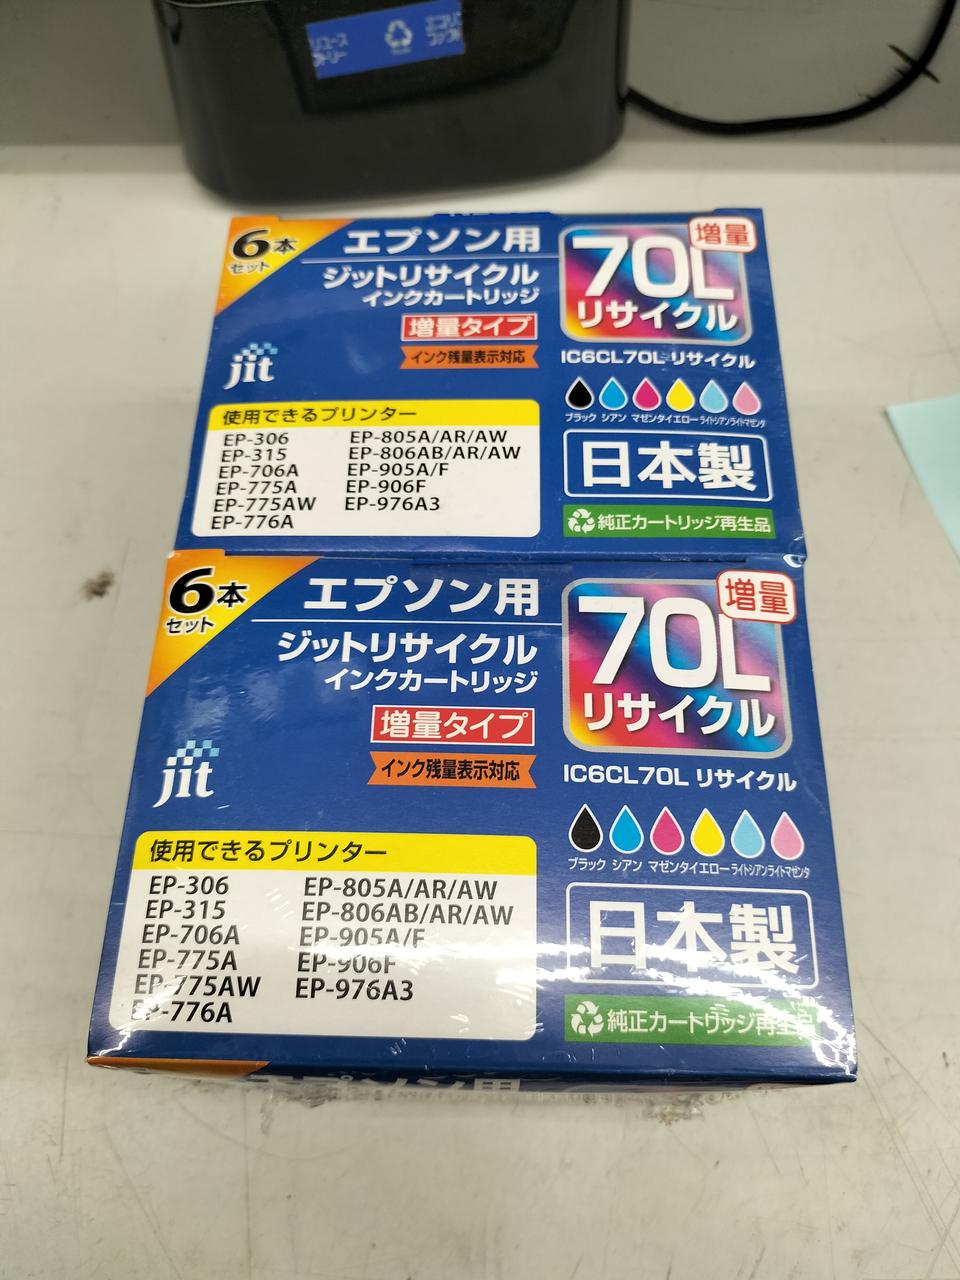 6本
セット
エプソン用
ジットリサイクル
インクカートリッジ
増量タイプ
インク残量表示対応
jit
増量
70L
リサイクル
IC6CL70L リサイクル
ブラック シアン マゼンタ イエロー ライトシアン ライトマゼンタ
日本製
純正カートリッジ再生品
使用できるプリンター
EP-306
EP-315
EP-706A
EP-775A
EP-775AW
EP-776A
EP-805A/AR/AW
EP-806AB/AR/AW
EP-905A/F
EP-906F
EP-976A3
6本
セット
エプソン用
ジットリサイクル
インクカートリッジ
増量タイプ
インク残量表示対応
jit
増量
70L
リサイクル
IC6CL70L リサイクル
ブラック シアン マゼンタ イエロー ライトシアン ライトマゼンタ
日本製
純正カートリッジ再生品
使用できるプリンター
EP-306
EP-315
EP-706A
EP-775A
EP-775AW
EP-776A
EP-805A/AR/AW
EP-806AB/AR/AW
EP-905A/F
EP-906F
EP-976A3
エプソン用